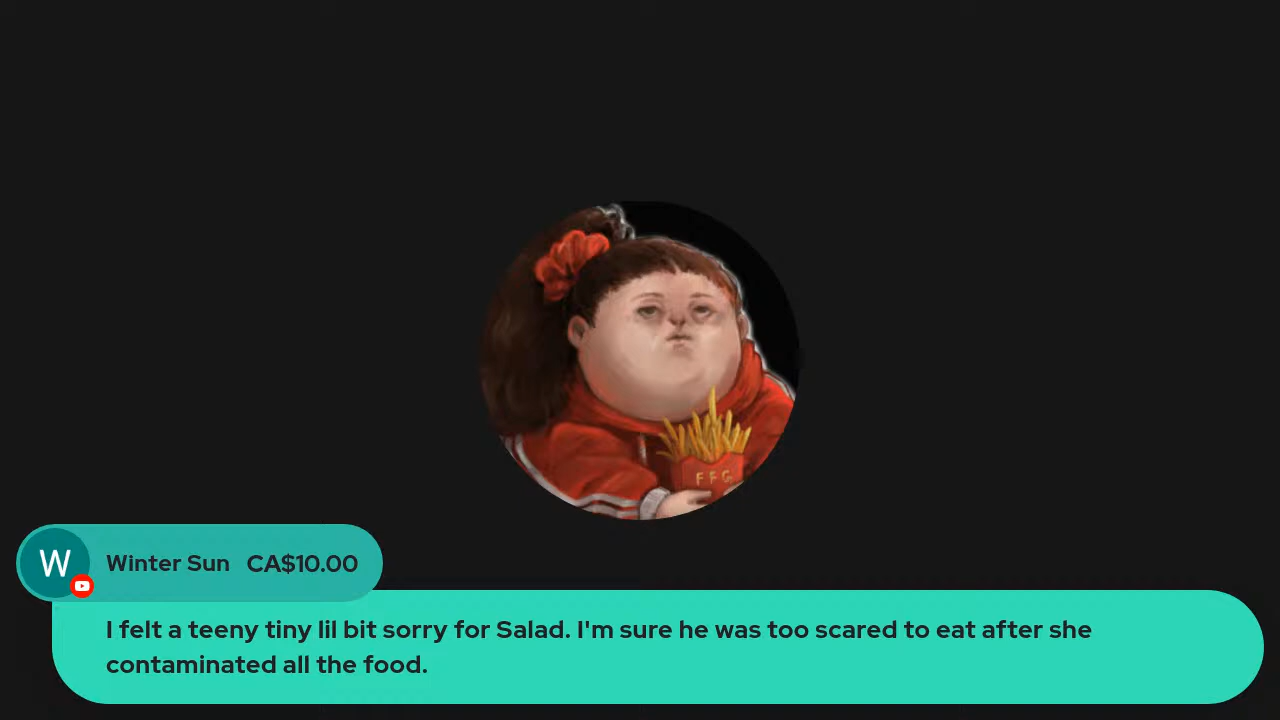 FFG
W
Winter Sun CA$10.00
I felt a teeny tiny lil bit sorry for Salad. I'm sure he was too scared to eat after she
contaminated all the food.